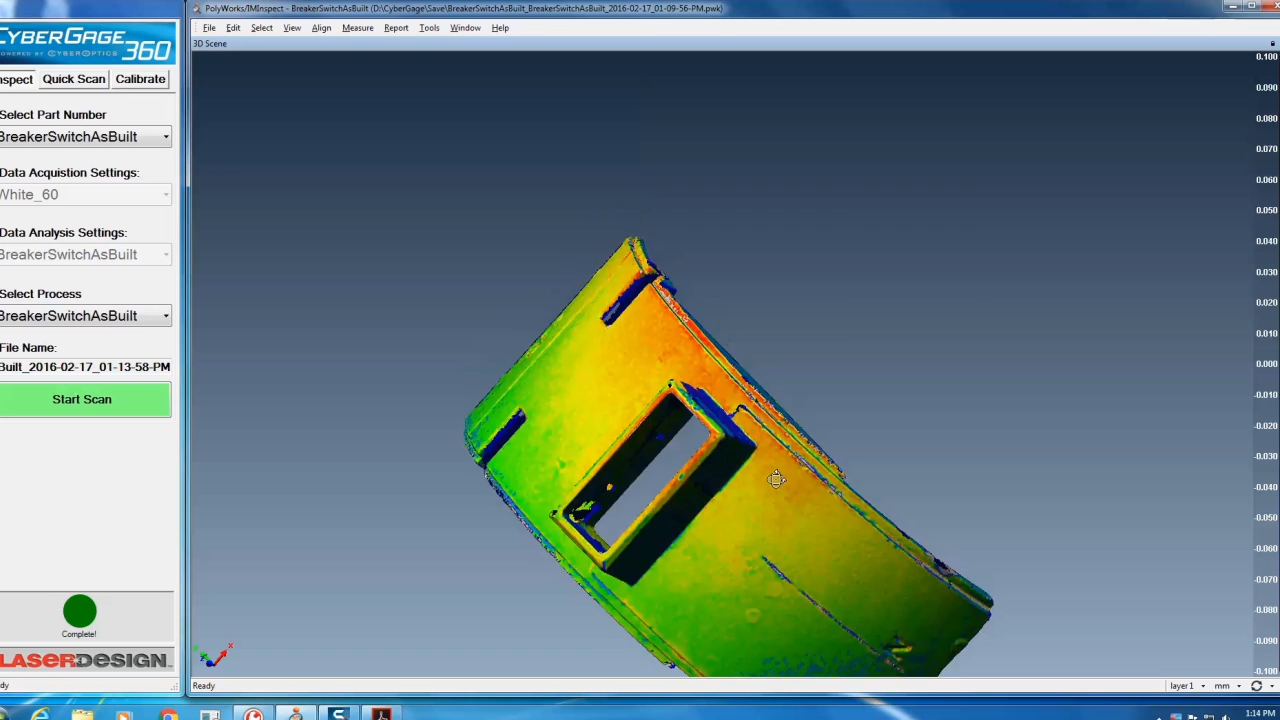 PolyWorks/IMInspect - BreakerSwitchAsBuilt (D:\CyberGage\Save\BreakerSwitchAsBuilt_BreakerSwitchAsBuilt_2016-02-17_01-09-56-PM.pwk)
CYBERGAGE 360
POWERED BY CYBEROPTICS
nspect Quick Scan Calibrate
Select Part Number
BreakerSwitchAsBuilt
Data Acquistion Settings:
White_60
Data Analysis Settings:
BreakerSwitchAsBuilt
Select Process
BreakerSwitchAsBuilt
File Name:
Built_2016-02-17_01-13-58-PM
Start Scan
Complete!
LASERDESIGN
dy
File Edit Select View Align Measure Report Tools Window Help
3D Scene
0.100
0.090
0.080
0.070
0.060
0.050
0.040
0.030
0.020
0.010
0.000
-0.010
-0.020
-0.030
-0.040
-0.050
-0.060
-0.070
-0.080
-0.090
-0.100
x
Ready
layer1
mm
1:14 PM